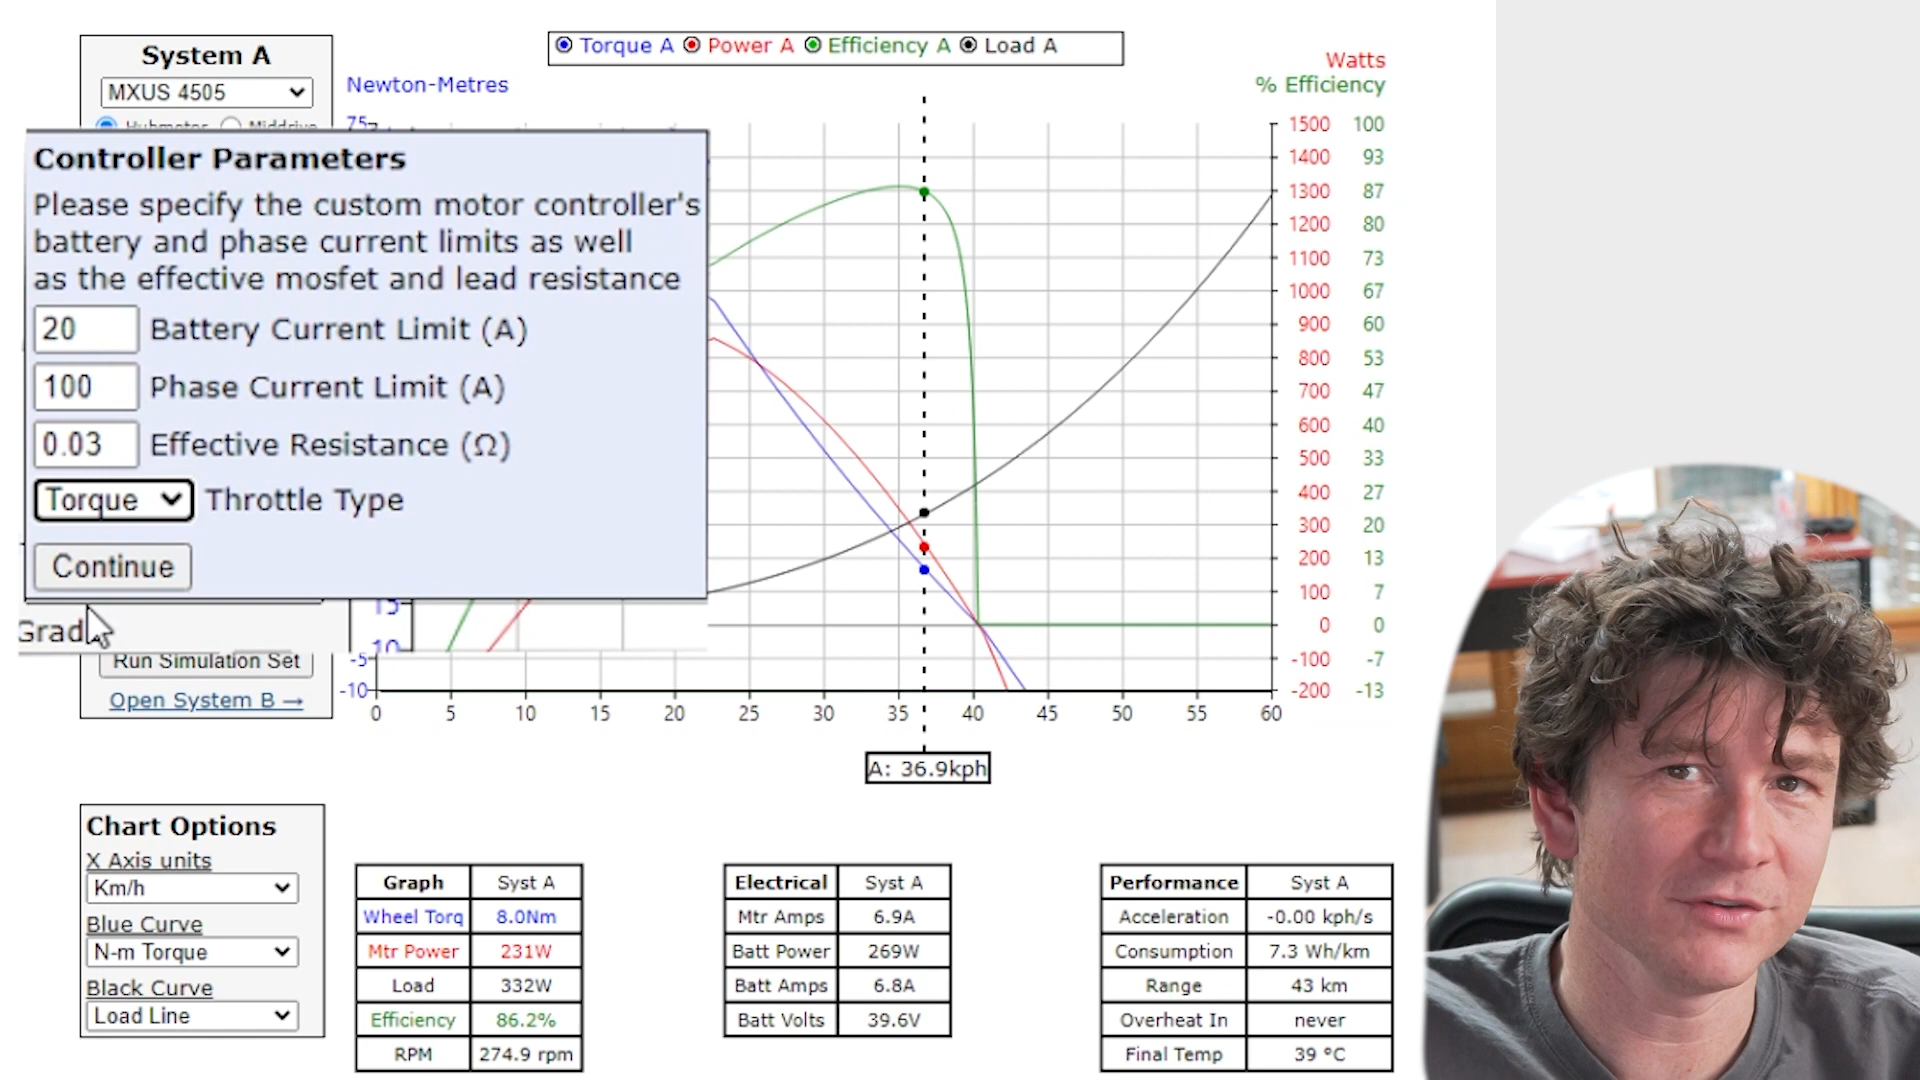 System A
MXUS 4505
Hubmotor Middrive
Torque A Power A Efficiency A Load A
Newton-Metres
Watts
% Efficiency
75
Controller Parameters
Please specify the custom motor controller's
battery and phase current limits as well
as the effective mosfet and lead resistance
20 Battery Current Limit (A)
100 Phase Current Limit (A)
0.03 Effective Resistance (Ω)
Torque Throttle Type
Continue
Grad
15
10
-5
-10
Run Simulation Set
Open System B →
1500 100
1400 93
1300 87
1200 80
1100 73
1000 67
900 60
800 53
700 47
600 40
500 33
400 27
300 20
200 13
100 7
0 0
-100 -7
-200 -13
0 5 10 15 20 25 30 35 40 45 50 55 60
A: 36.9kph
Chart Options
X Axis units
Km/h
Blue Curve
N-m Torque
Black Curve
Load Line
Graph Syst A
Wheel Torq 8.0Nm
Mtr Power 231W
Load 332W
Efficiency 86.2%
RPM 274.9 rpm
Electrical Syst A
Mtr Amps 6.9A
Batt Power 269W
Batt Amps 6.8A
Batt Volts 39.6V
Performance Syst A
Acceleration -0.00 kph/s
Consumption 7.3 Wh/km
Range 43 km
Overheat In never
Final Temp 39 °C